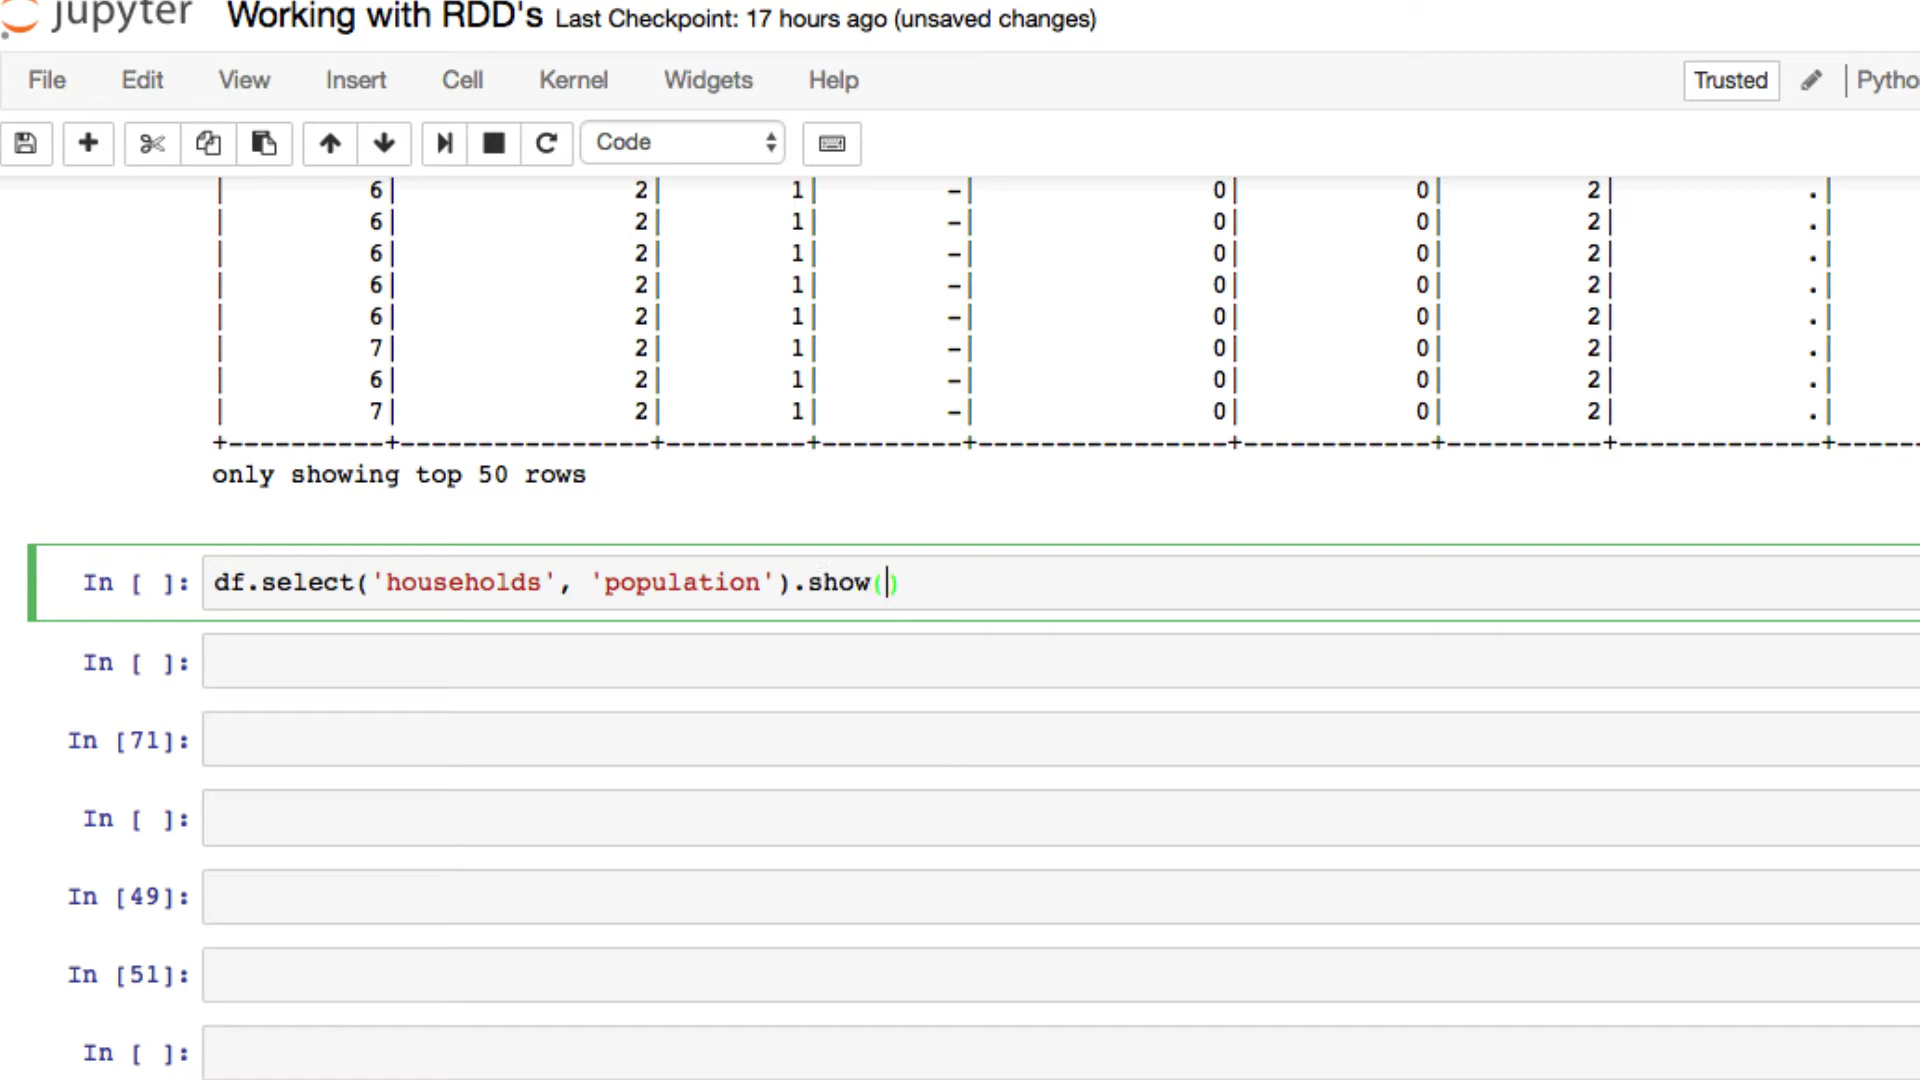 jupyter Working with RDD's Last Checkpoint: 17 hours ago (unsaved changes)
File Edit View Insert Cell Kernel Widgets Help Trusted Pytho
Code
| 6| 2| 1| -| 0| 0| 2| .|
| 6| 2| 1| -| 0| 0| 2| .|
| 6| 2| 1| -| 0| 0| 2| .|
| 6| 2| 1| -| 0| 0| 2| .|
| 6| 2| 1| -| 0| 0| 2| .|
| 7| 2| 1| -| 0| 0| 2| .|
| 6| 2| 1| -| 0| 0| 2| .|
| 7| 2| 1| -| 0| 0| 2| .|
+----------+----------------+---------+---------+----------------+------------+----------+-------------+-----
only showing top 50 rows
In [ ]: df.select('households', 'population').show()
In [ ]:
In [71]:
In [ ]:
In [49]:
In [51]:
In [ ]: